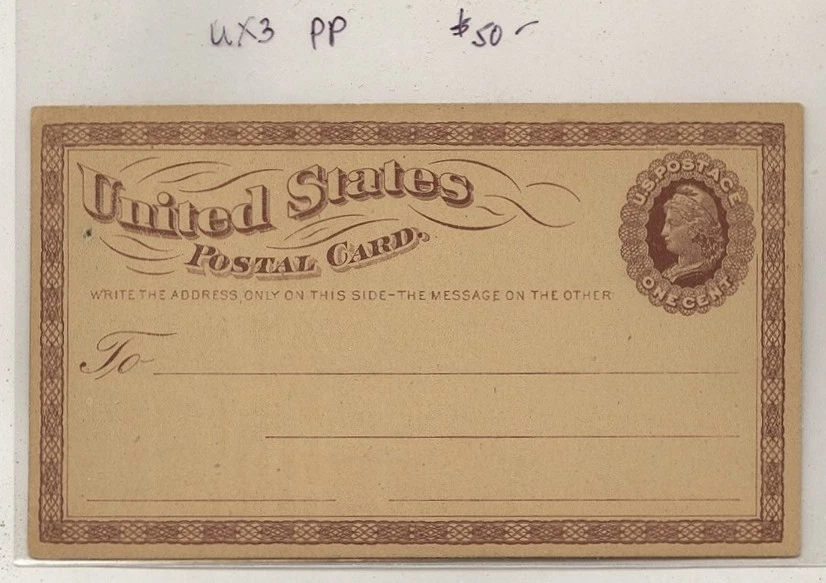 UX3 PP $50-
United States
POSTAL CARD.
U.S. POSTAGE
ONE CENT
WRITE THE ADDRESS, ONLY ON THIS SIDE-THE MESSAGE ON THE OTHER
To